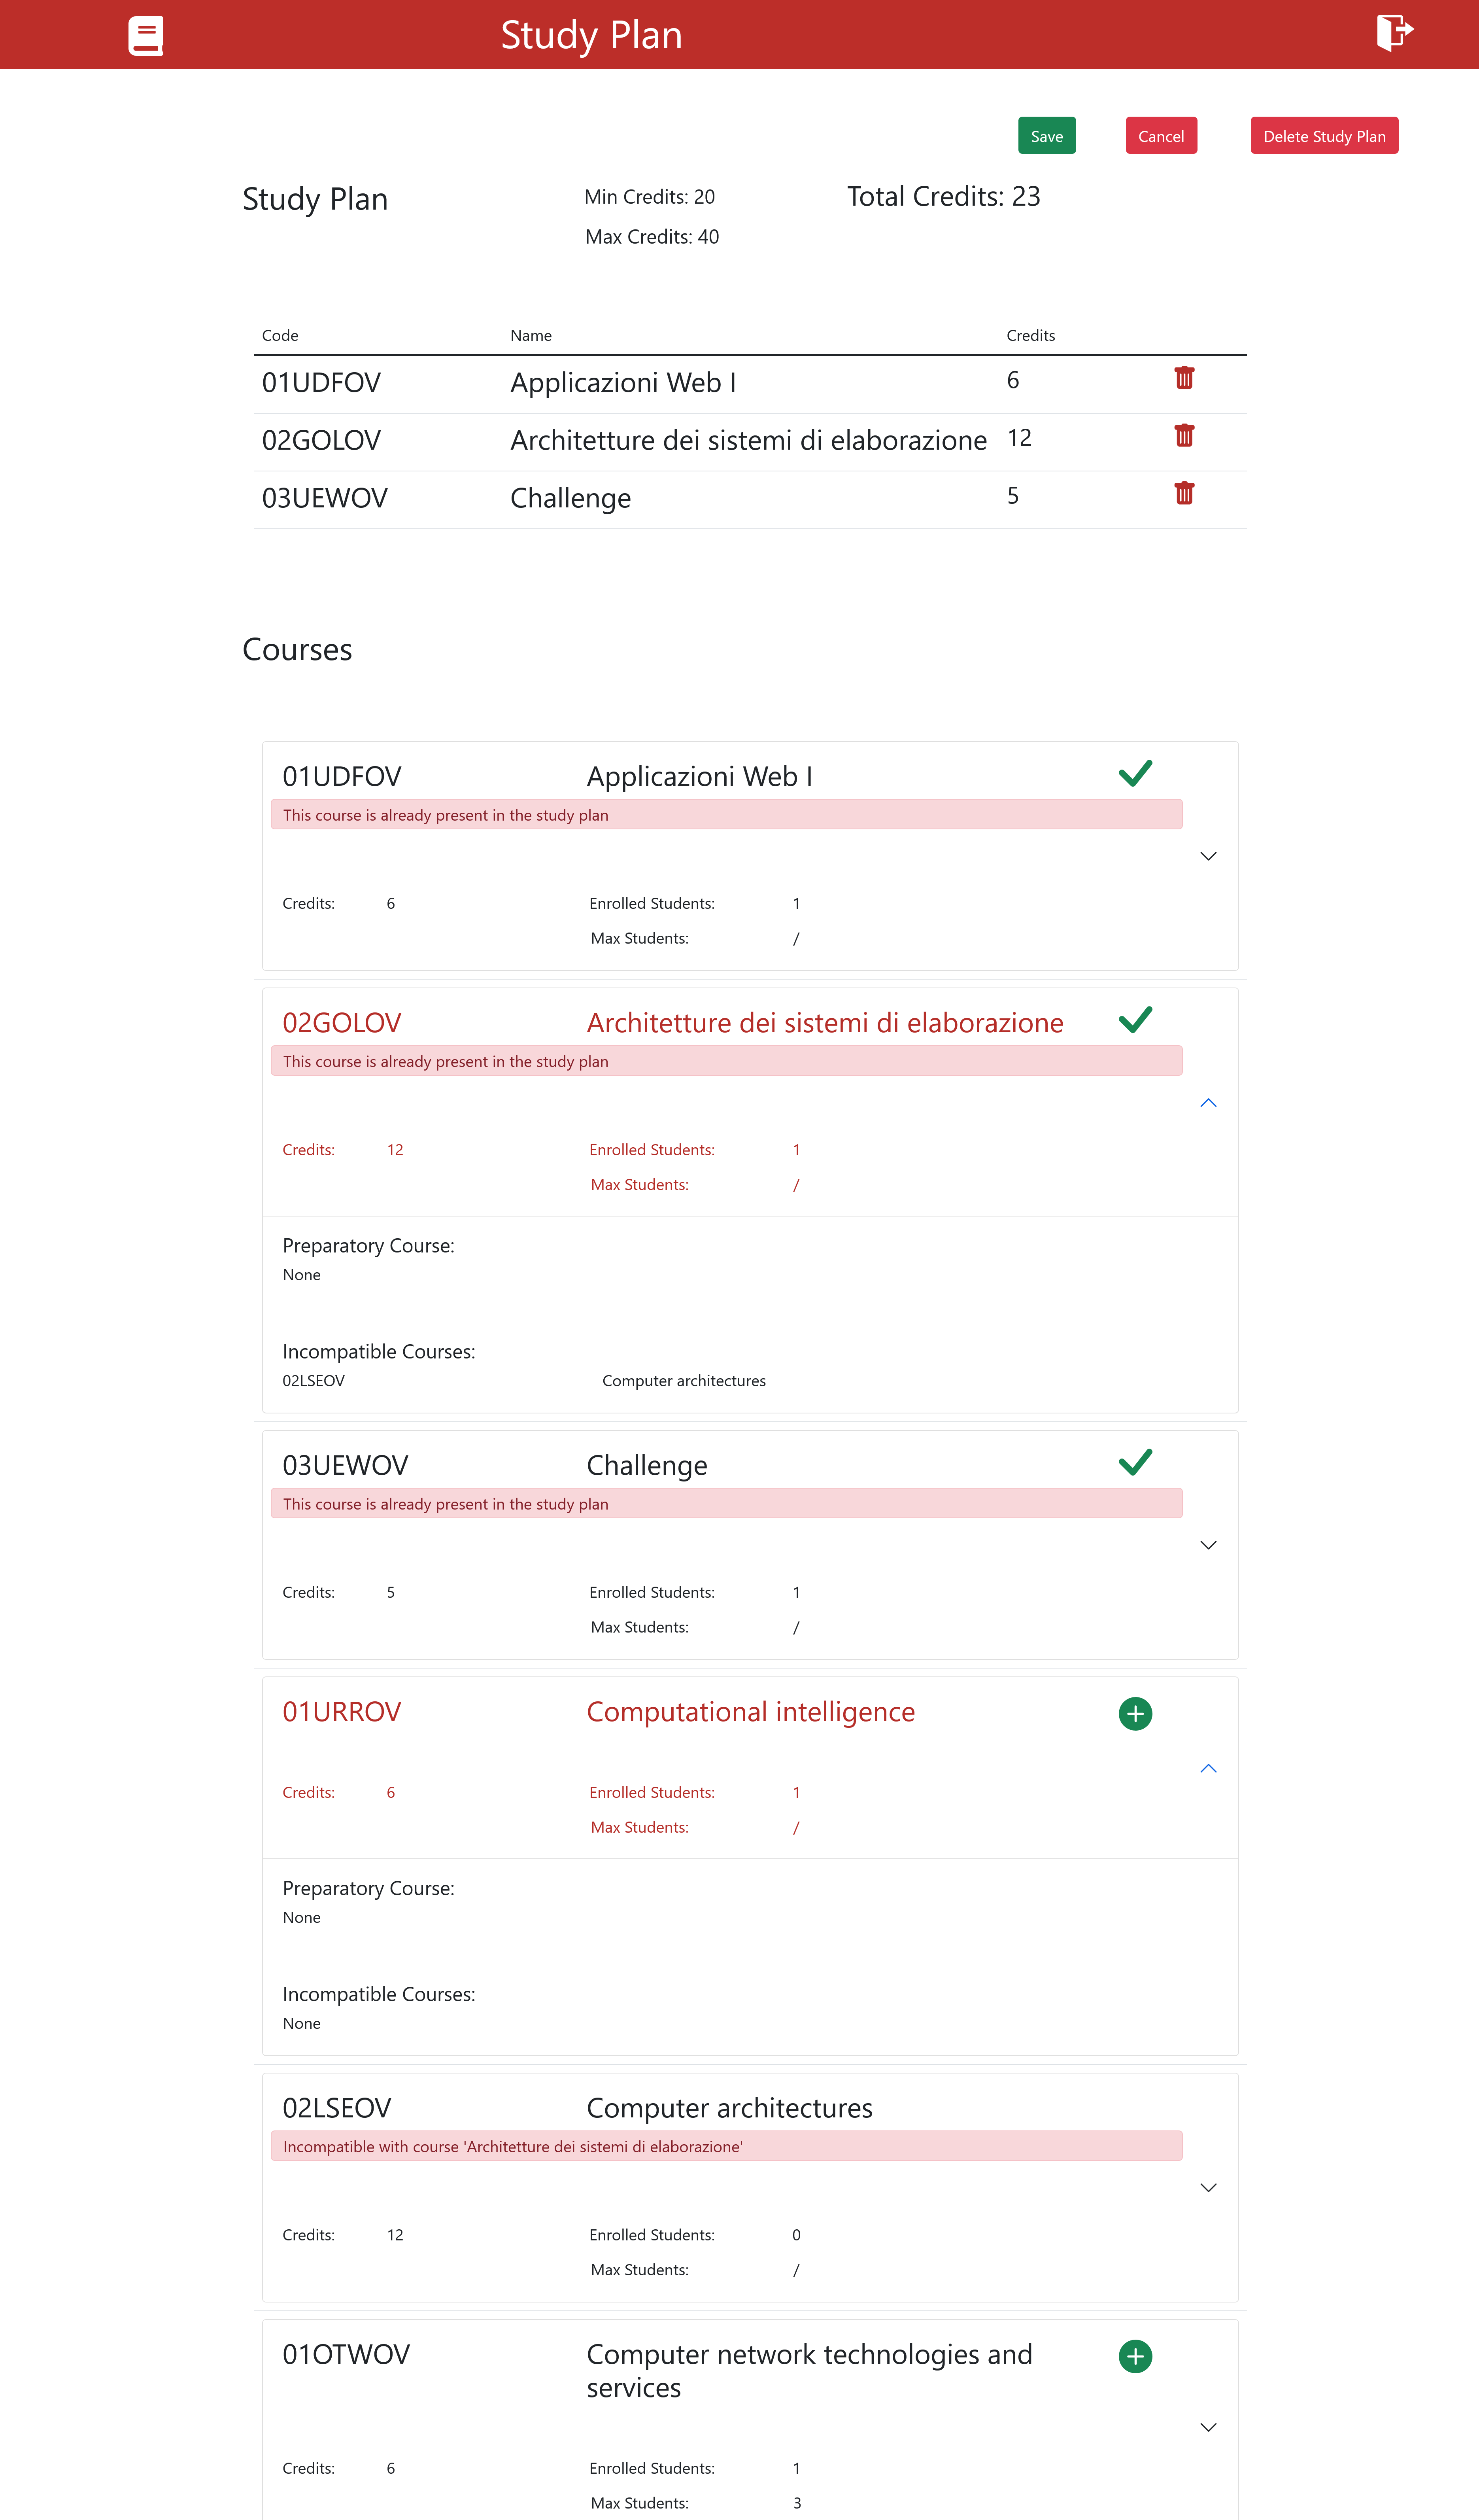 Study Plan
Save Cancel Delete Study Plan
Study Plan Min Credits: 20 Total Credits: 23
Max Credits: 40
Code Name Credits
01UDFOV Applicazioni Web I 6
02GOLOV Architetture dei sistemi di elaborazione 12
03UEWOV Challenge 5
Courses
01UDFOV Applicazioni Web I
This course is already present in the study plan
Credits: 6 Enrolled Students: 1
Max Students: /
02GOLOV Architetture dei sistemi di elaborazione
This course is already present in the study plan
Credits: 12 Enrolled Students: 1
Max Students: /
Preparatory Course:
None
Incompatible Courses:
02LSEOV Computer architectures
03UEWOV Challenge
This course is already present in the study plan
Credits: 5 Enrolled Students: 1
Max Students: /
01URROV Computational intelligence
Credits: 6 Enrolled Students: 1
Max Students: /
Preparatory Course:
None
Incompatible Courses:
None
02LSEOV Computer architectures
Incompatible with course 'Architetture dei sistemi di elaborazione'
Credits: 12 Enrolled Students: 0
Max Students: /
01OTWOV Computer network technologies and
services
Credits: 6 Enrolled Students: 1
Max Students: 3